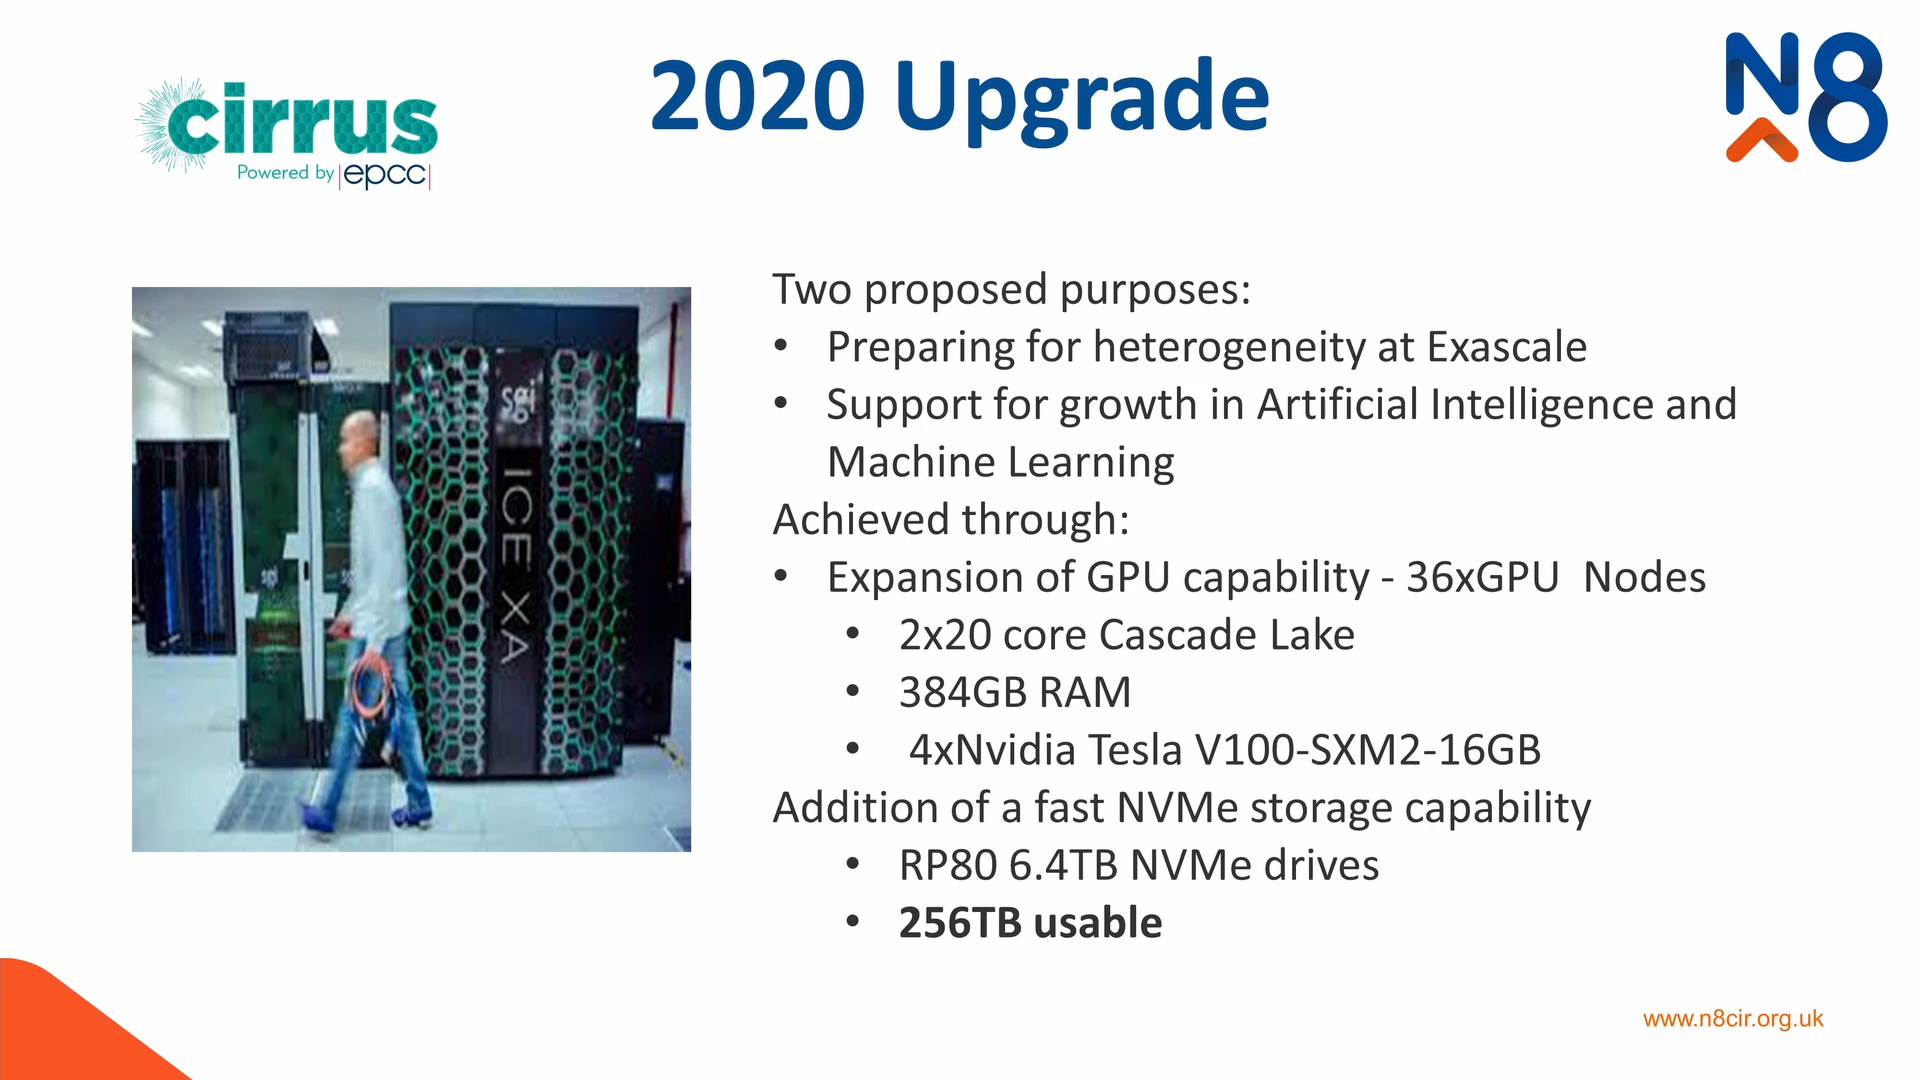 2020 Upgrade
cirrus
Powered by |epcc|
N8
Two proposed purposes:
• Preparing for heterogeneity at Exascale
• Support for growth in Artificial Intelligence and
Machine Learning
Achieved through:
• Expansion of GPU capability - 36xGPU  Nodes
• 2x20 core Cascade Lake
• 384GB RAM
• 4xNvidia Tesla V100-SXM2-16GB
Addition of a fast NVMe storage capability
• RP80 6.4TB NVMe drives
• 256TB usable
sgi
ICE XA
sgi
www.n8cir.org.uk